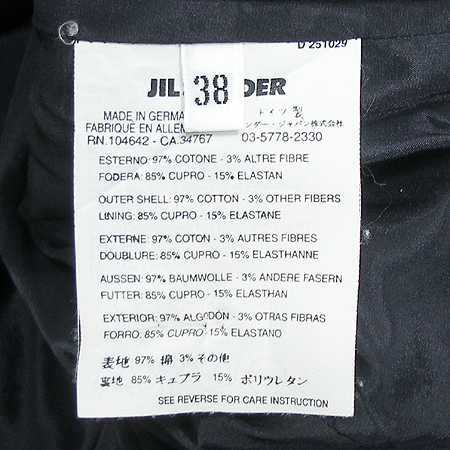 D 251029
38
JIL DER
MADE IN GERMA トイツ製
FABRIQUÉ EN ALLEM ンダー・ジャパン株式会社
RN.104642 - CA.34767 03-5778-2330
ESTERNO: 97% COTONE - 3% ALTRE FIBRE
FODERA: 85% CUPRO - 15% ELASTAN
OUTER SHELL: 97% COTTON - 3% OTHER FIBERS
LINING: 85% CUPRO - 15% ELASTANE
EXTERNE: 97% COTON - 3% AUTRES FIBRES
DOUBLURE: 85% CUPRO - 15% ELASTHANNE
AUSSEN: 97% BAUMWOLLE - 3% ANDERE FASERN
FUTTER: 85% CUPRO - 15% ELASTHAN
EXTERIOR: 97% ALGODÓN - 3% OTRAS FIBRAS
FORRO: 85% CUPRO - 15% ELASTANO
表地 97% 綿 3% その他
裏地 85% キュプラ 15% ポリウレタン
SEE REVERSE FOR CARE INSTRUCTION